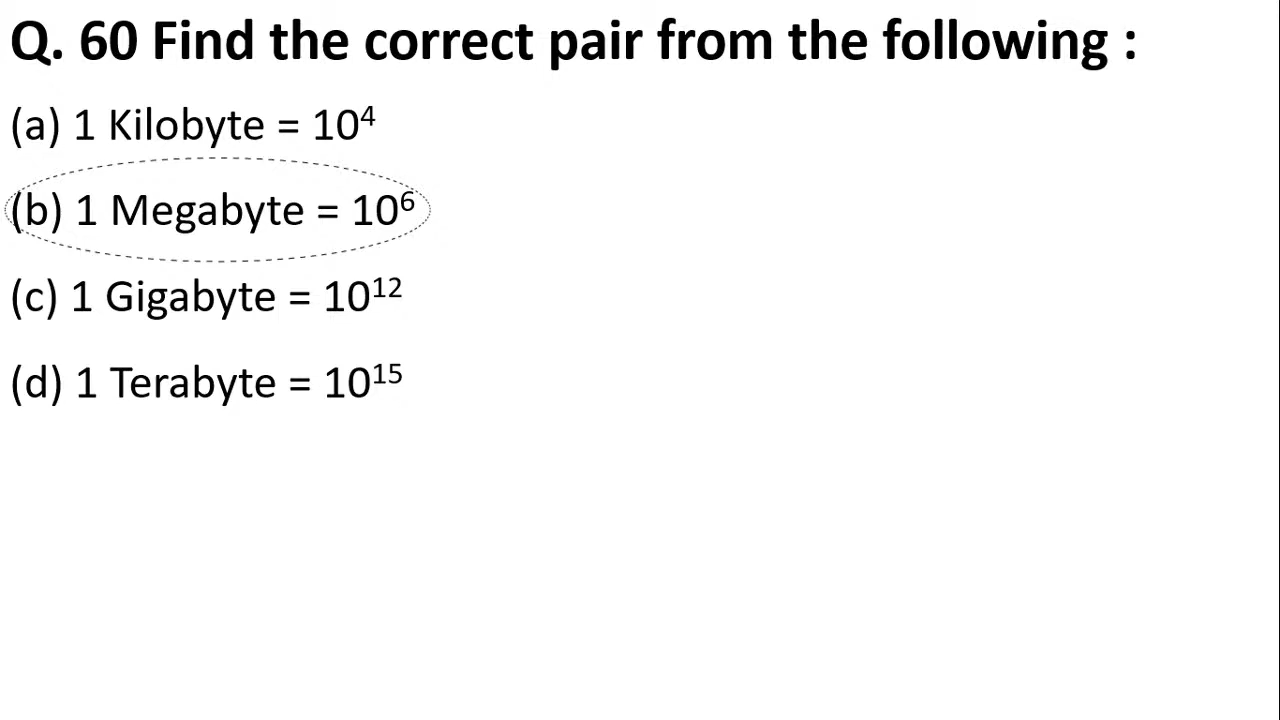 Q. 60 Find the correct pair from the following :
(a) 1 Kilobyte = 10⁴
(b) 1 Megabyte = 10⁶
(c) 1 Gigabyte = 10¹²
(d) 1 Terabyte = 10¹⁵